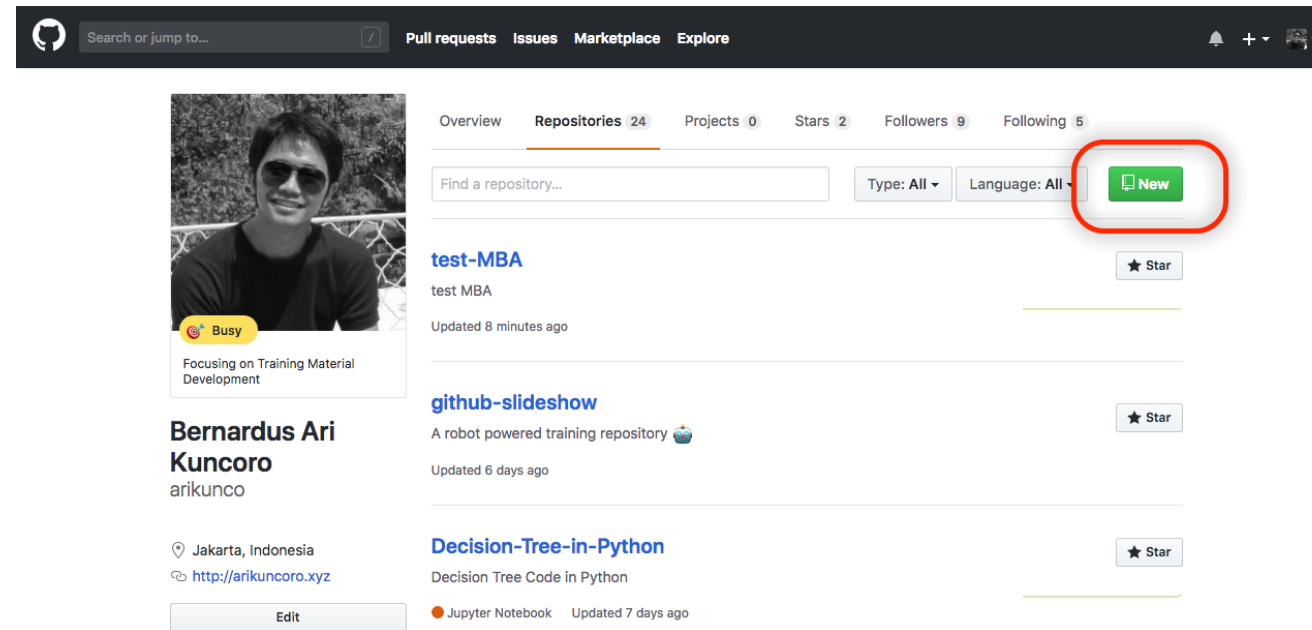 Search or jump to... /
Pull requests Issues Marketplace Explore
Overview Repositories 24 Projects 0 Stars 2 Followers 9 Following 5
Find a repository... Type: All Language: All New
test-MBA
Star
test MBA
Updated 8 minutes ago
Busy
Focusing on Training Material
Development
github-slideshow
Star
A robot powered training repository
Updated 6 days ago
Bernardus Ari
Kuncoro
arikunco
Jakarta, Indonesia
http://arikuncoro.xyz
Edit
Decision-Tree-in-Python
Star
Decision Tree Code in Python
Jupyter Notebook Updated 7 days ago